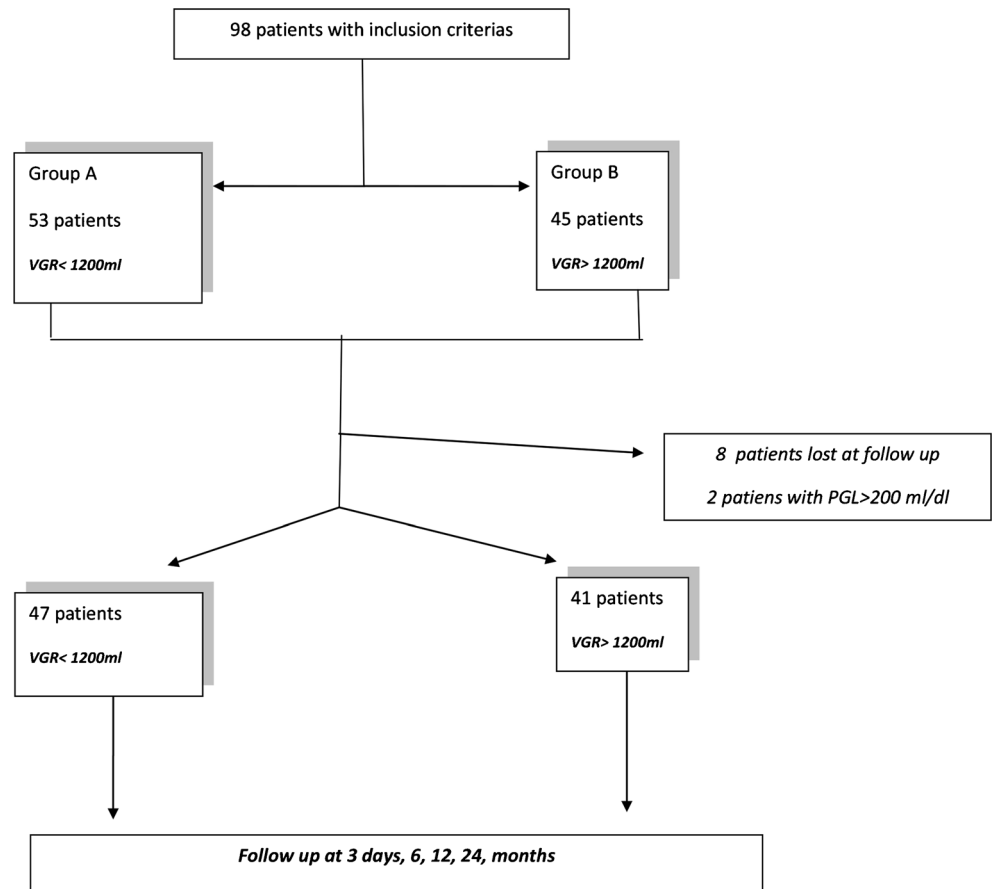 98 patients with inclusion criterias
Group A
53 patients
VGR< 1200ml
Group B
45 patients
VGR> 1200ml
8 patients lost at follow up
2 patiens with PGL>200 ml/dl
47 patients
VGR< 1200ml
41 patients
VGR> 1200ml
Follow up at 3 days, 6, 12, 24, months